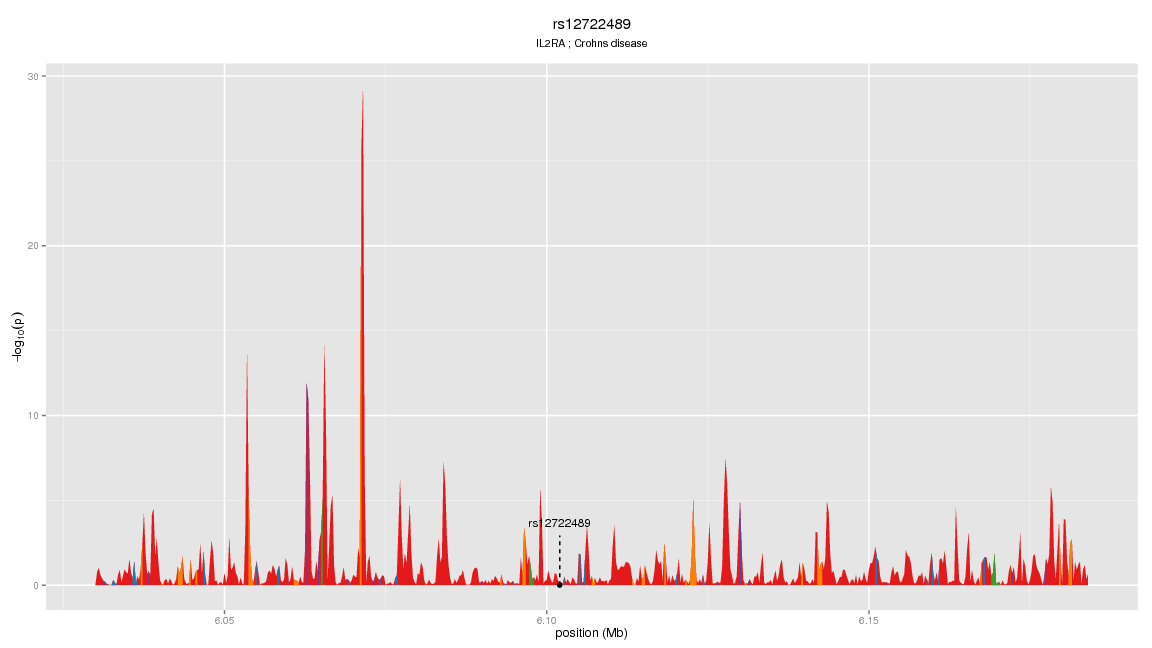 rs12722489
IL2RA ; Crohns disease
30
20
10
0
−log10(p)
rs12722489
6.05 6.10 6.15
position (Mb)